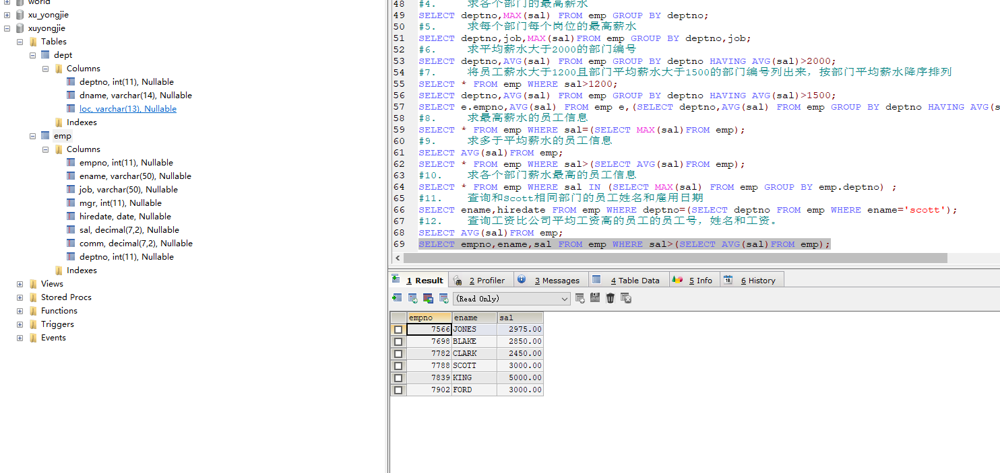 world
xu_yongjie
xuyongjie
Tables
dept
Columns
deptno, int(11), Nullable
dname, varchar(14), Nullable
loc, varchar(13), Nullable
Indexes
emp
Columns
empno, int(11), Nullable
ename, varchar(50), Nullable
job, varchar(50), Nullable
mgr, int(11), Nullable
hiredate, date, Nullable
sal, decimal(7,2), Nullable
comm, decimal(7,2), Nullable
deptno, int(11), Nullable
Indexes
Views
Stored Procs
Functions
Triggers
Events
48 #4. 求各个部门的最高薪水
49 SELECT deptno,MAX(sal) FROM emp GROUP BY deptno;
50 #5. 求每个部门每个岗位的最高薪水
51 SELECT deptno,job,MAX(sal)FROM emp GROUP BY deptno,job;
52 #6. 求平均薪水大于2000的部门编号
53 SELECT deptno,AVG(sal) FROM emp GROUP BY deptno HAVING AVG(sal)>2000;
54 #7. 将员工薪水大于1200且部门平均薪水大于1500的部门编号列出来，按部门平均薪水降序排列
55 SELECT * FROM emp WHERE sal>1200;
56 SELECT deptno,AVG(sal) FROM emp GROUP BY deptno HAVING AVG(sal)>1500;
57 SELECT e.empno,AVG(sal) FROM emp e,(SELECT deptno,AVG(sal) FROM emp GROUP BY deptno HAVING AVG(s
58 #8. 求最高薪水的员工信息
59 SELECT * FROM emp WHERE sal=(SELECT MAX(sal)FROM emp);
60 #9. 求多于平均薪水的员工信息
61 SELECT AVG(sal)FROM emp;
62 SELECT * FROM emp WHERE sal>(SELECT AVG(sal)FROM emp);
63 #10. 求各个部门薪水最高的员工信息
64 SELECT * FROM emp WHERE sal IN (SELECT MAX(sal) FROM emp GROUP BY emp.deptno) ;
65 #11. 查询和Scott相同部门的员工姓名和雇用日期
66 SELECT ename,hiredate FROM emp WHERE deptno=(SELECT deptno FROM emp WHERE ename='scott');
67 #12. 查询工资比公司平均工资高的员工的员工号，姓名和工资。
68 SELECT AVG(sal)FROM emp;
69 SELECT empno,ename,sal FROM emp WHERE sal>(SELECT AVG(sal)FROM emp);
1 Result 2 Profiler 3 Messages 4 Table Data 5 Info 18 6 History
(Read Only)
empno ename sal
7566 JONES 2975.00
7698 BLAKE 2850.00
7782 CLARK 2450.00
7788 SCOTT 3000.00
7839 KING 5000.00
7902 FORD 3000.00